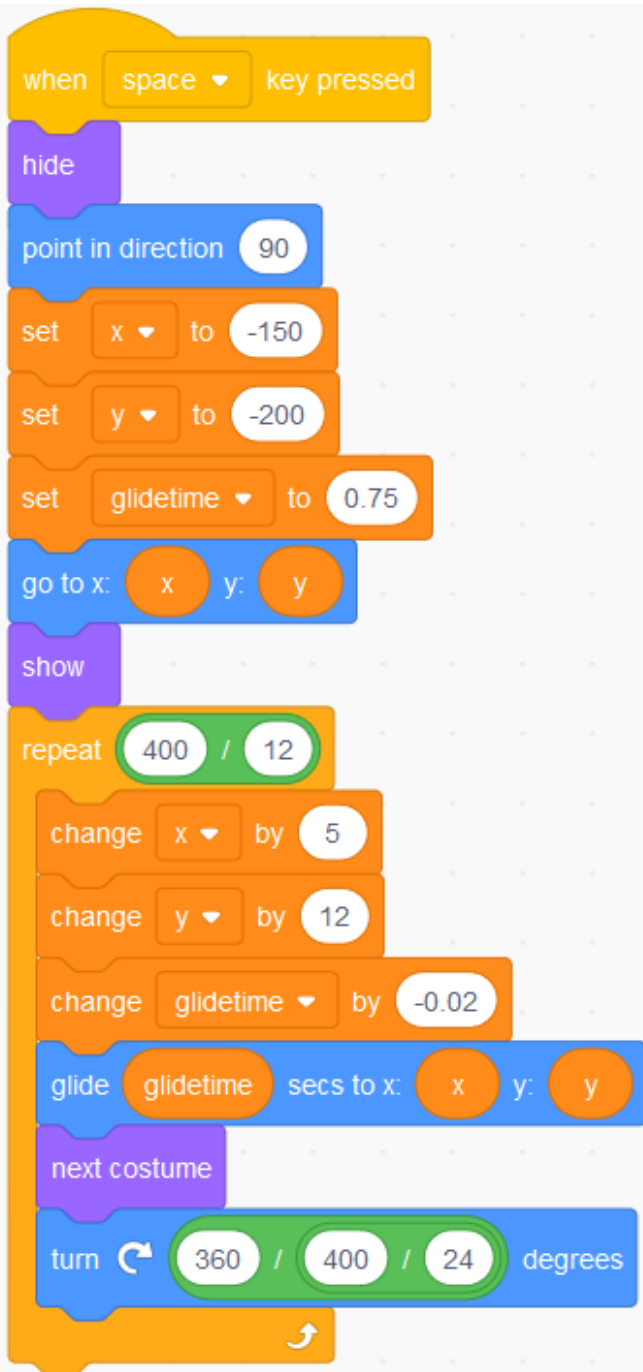 when space key pressed
hide
point in direction 90
set x to -150
set y to -200
set glidetime to 0.75
go to x: x y: y
show
repeat 400 / 12
change x by 5
change y by 12
change glidetime by -0.02
glide glidetime secs to x: x y: y
next costume
turn 360 / 400 / 24 degrees